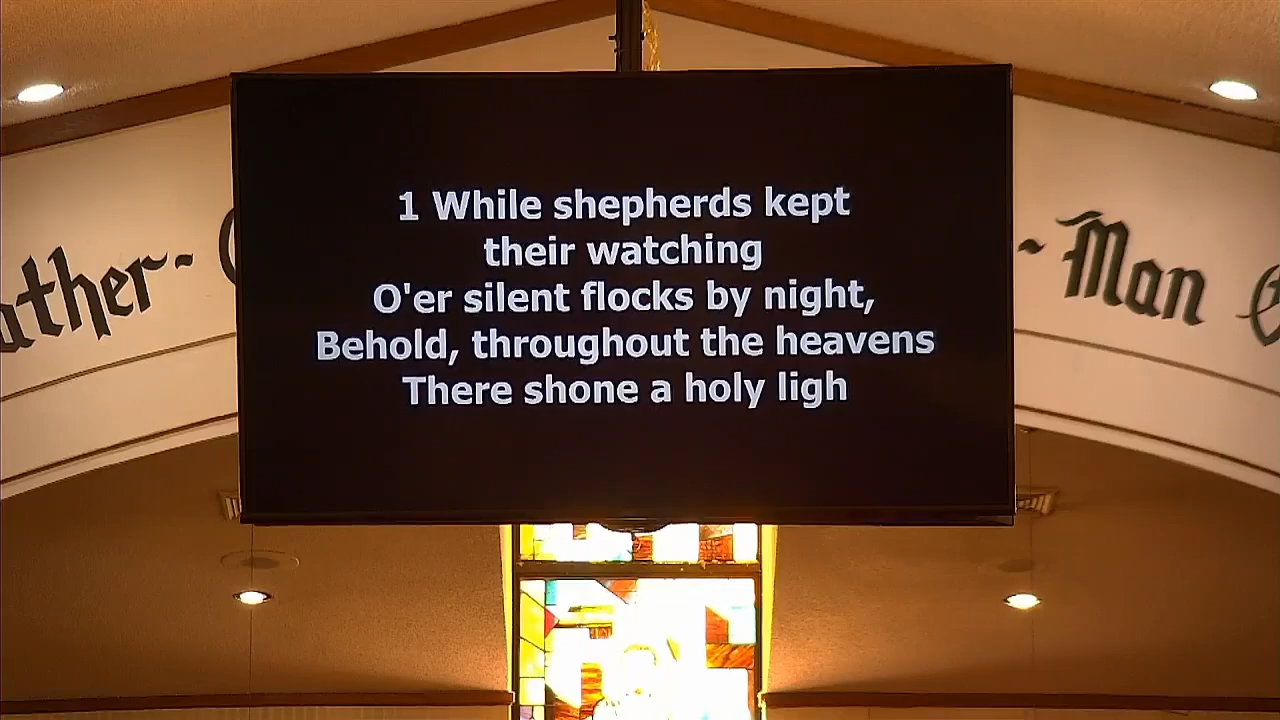 1 While shepherds kept
their watching
O'er silent flocks by night,
Behold, throughout the heavens
There shone a holy ligh
ather-
- Man